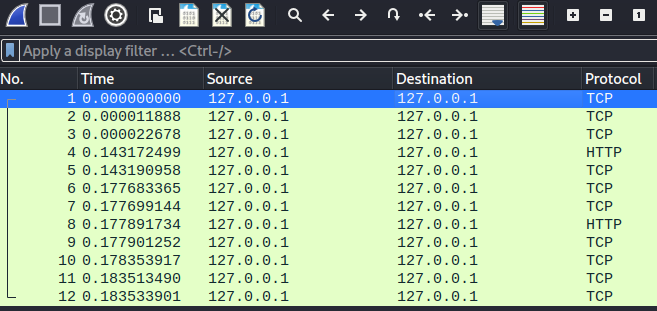 Apply a display filter ... <Ctrl-/>
No. Time Source Destination Protocol
1 0.000000000 127.0.0.1 127.0.0.1 TCP
2 0.000011888 127.0.0.1 127.0.0.1 TCP
3 0.000022678 127.0.0.1 127.0.0.1 TCP
4 0.143172499 127.0.0.1 127.0.0.1 HTTP
5 0.143190958 127.0.0.1 127.0.0.1 TCP
6 0.177683365 127.0.0.1 127.0.0.1 TCP
7 0.177699144 127.0.0.1 127.0.0.1 TCP
8 0.177891734 127.0.0.1 127.0.0.1 HTTP
9 0.177901252 127.0.0.1 127.0.0.1 TCP
10 0.178353917 127.0.0.1 127.0.0.1 TCP
11 0.183513490 127.0.0.1 127.0.0.1 TCP
12 0.183533901 127.0.0.1 127.0.0.1 TCP